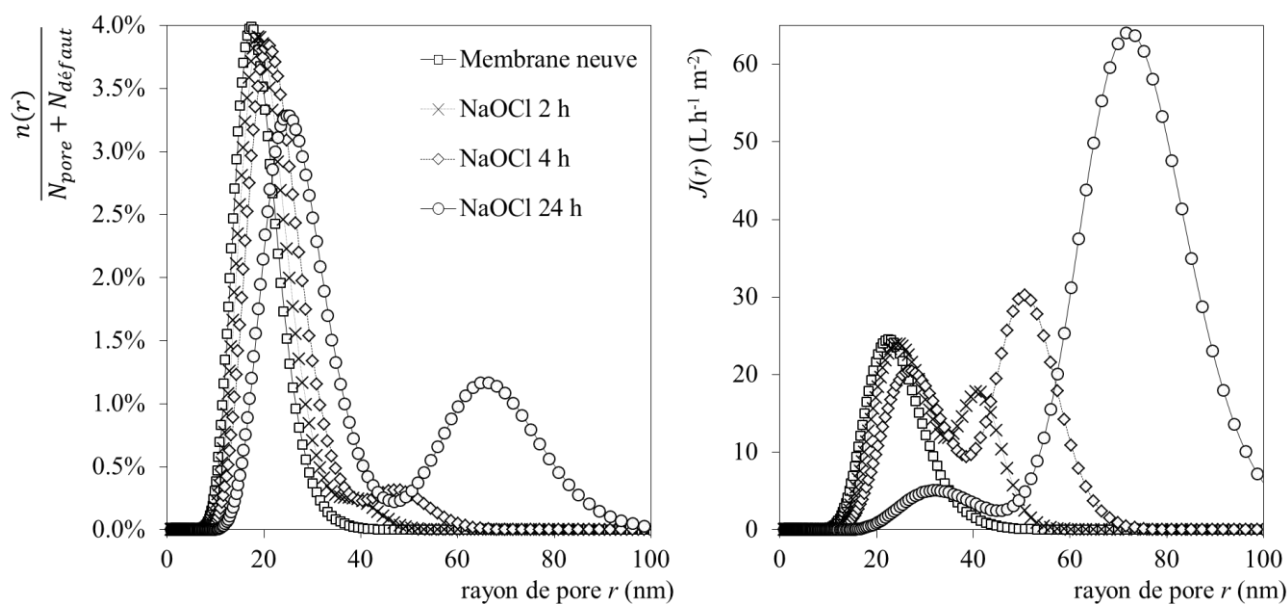 n(r)
N_pore + N_défaut
4.0%
3.5%
3.0%
2.5%
2.0%
1.5%
1.0%
0.5%
0.0%
0 20 40 60 80 100
rayon de pore r (nm)
Membrane neuve
NaOCl 2 h
NaOCl 4 h
NaOCl 24 h
J(r) (L h⁻¹ m⁻²)
60
50
40
30
20
10
0
0 20 40 60 80 100
rayon de pore r (nm)